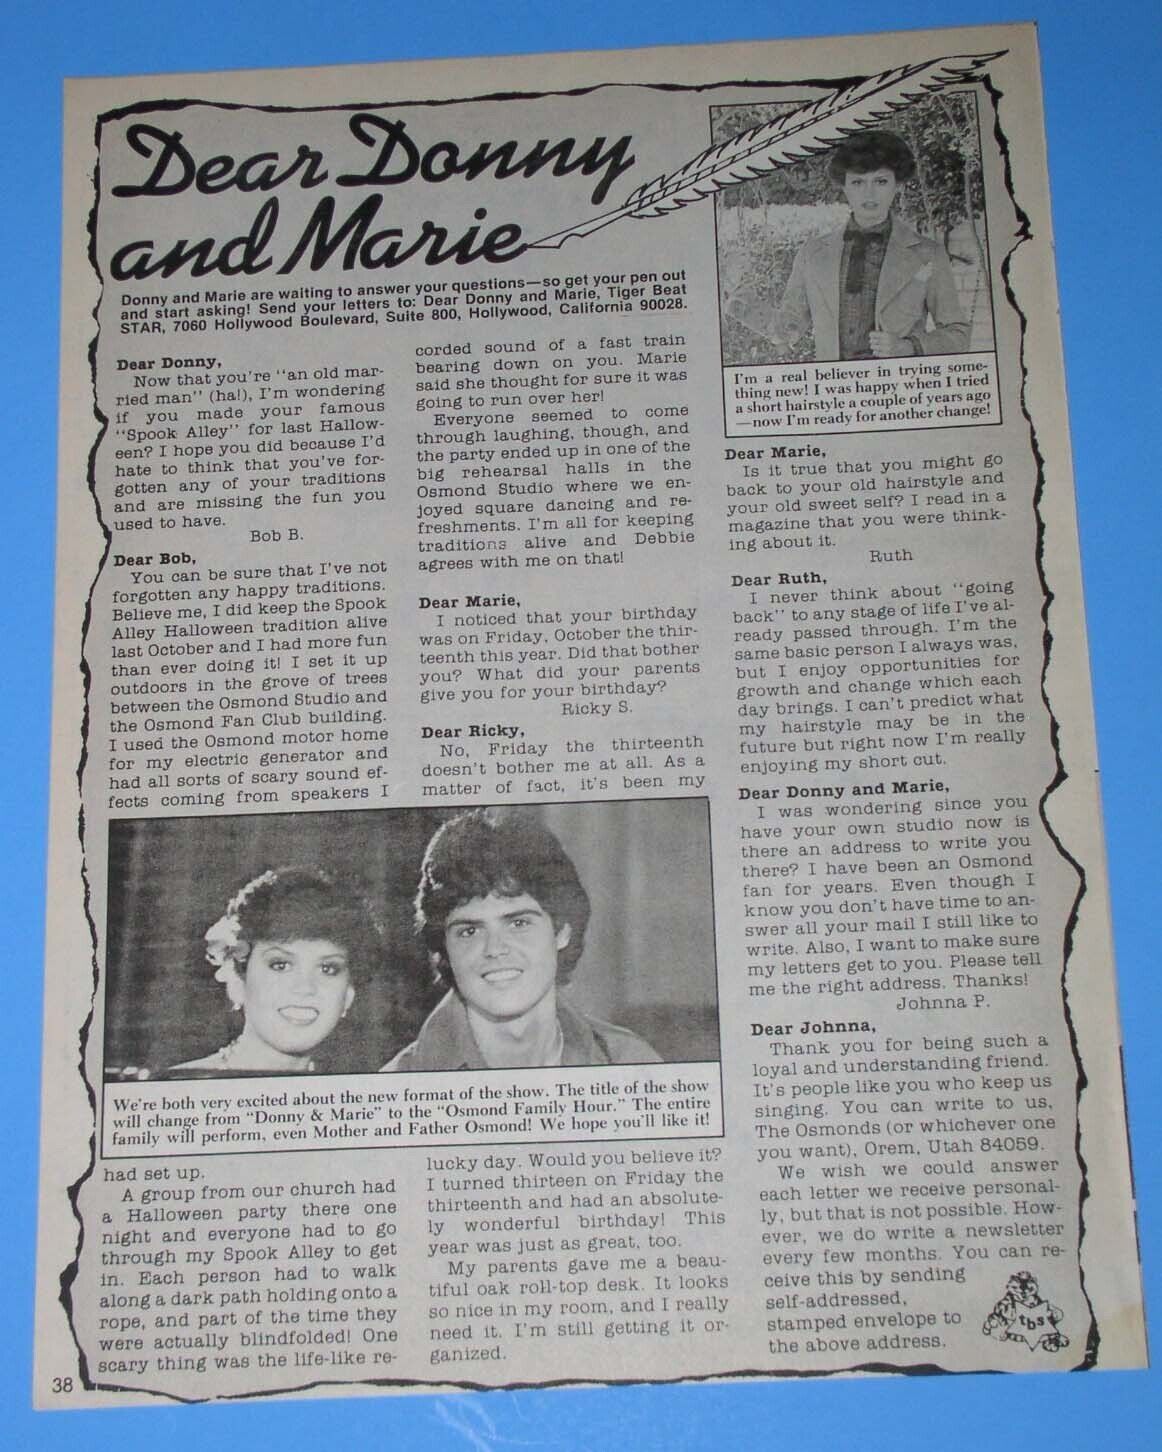 Dear Donny
and Marie
Donny and Marie are waiting to answer your questions—so get your pen out
and start asking! Send your letters to: Dear Donny and Marie, Tiger Beat
STAR, 7060 Hollywood Boulevard, Suite 800, Hollywood, California 90028.
Dear Donny,
Now that you're "an old mar-
ried man" (ha!), I'm wondering
if you made your famous
"Spook Alley" for last Hallow-
een? I hope you did because I'd
hate to think that you've for-
gotten any of your traditions
and are missing the fun you
used to have.
Bob B.
Dear Bob,
You can be sure that I've not
forgotten any happy traditions.
Believe me, I did keep the Spook
Alley Halloween tradition alive
last October and I had more fun
than ever doing it! I set it up
outdoors in the grove of trees
between the Osmond Studio and
the Osmond Fan Club building.
I used the Osmond motor home
for my electric generator and
had all sorts of scary sound ef-
fects coming from speakers I
had set up.
A group from our church had
a Halloween party there one
night and everyone had to go
through my Spook Alley to get
in. Each person had to walk
along a dark path holding onto a
rope, and part of the time they
were actually blindfolded! One
scary thing was the life-like re-
corded sound of a fast train
bearing down on you. Marie
said she thought for sure it was
going to run over her!
Everyone seemed to come
through laughing, though, and
the party ended up in one of the
big rehearsal halls in the
Osmond Studio where we en-
joyed square dancing and re-
freshments. I'm all for keeping
traditions alive and Debbie
agrees with me on that!
Dear Marie,
I noticed that your birthday
was on Friday, October the thir-
teenth this year. Did that bother
you? What did your parents
give you for your birthday?
Ricky S.
Dear Ricky,
No, Friday the thirteenth
doesn't bother me at all. As a
matter of fact, it's been my
lucky day. Would you believe it?
I turned thirteen on Friday the
thirteenth and had an absolute-
ly wonderful birthday! This
year was just as great, too.
My parents gave me a beau-
tiful oak roll-top desk. It looks
so nice in my room, and I really
need it. I'm still getting it or-
ganized.
We're both very excited about the new format of the show. The title of the show
will change from "Donny & Marie" to the "Osmond Family Hour." The entire
family will perform, even Mother and Father Osmond! We hope you'll like it!
I'm a real believer in trying some-
thing new! I was happy when I tried
a short hairstyle a couple of years ago
—now I'm ready for another change!
Dear Marie,
Is it true that you might go
back to your old hairstyle and
your old sweet self? I read in a
magazine that you were think-
ing about it.
Ruth
Dear Ruth,
I never think about "going
back" to any stage of life I've al-
ready passed through. I'm the
same basic person I always was,
but I enjoy opportunities for
growth and change which each
day brings. I can't predict what
my hairstyle may be in the
future but right now I'm really
enjoying my short cut.
Dear Donny and Marie,
I was wondering since you
have your own studio now is
there an address to write you
there? I have been an Osmond
fan for years. Even though I
know you don't have time to an-
swer all your mail I still like to
write. Also, I want to make sure
my letters get to you. Please tell
me the right address. Thanks!
Johnna P.
Dear Johnna,
Thank you for being such a
loyal and understanding friend.
It's people like you who keep us
singing. You can write to us,
The Osmonds (or whichever one
you want), Orem, Utah 84059.
We wish we could answer
each letter we receive personal-
ly, but that is not possible. How-
ever, we do write a newsletter
every few months. You can re-
ceive this by sending
self-addressed,
stamped envelope to
the above address.
tbs
38